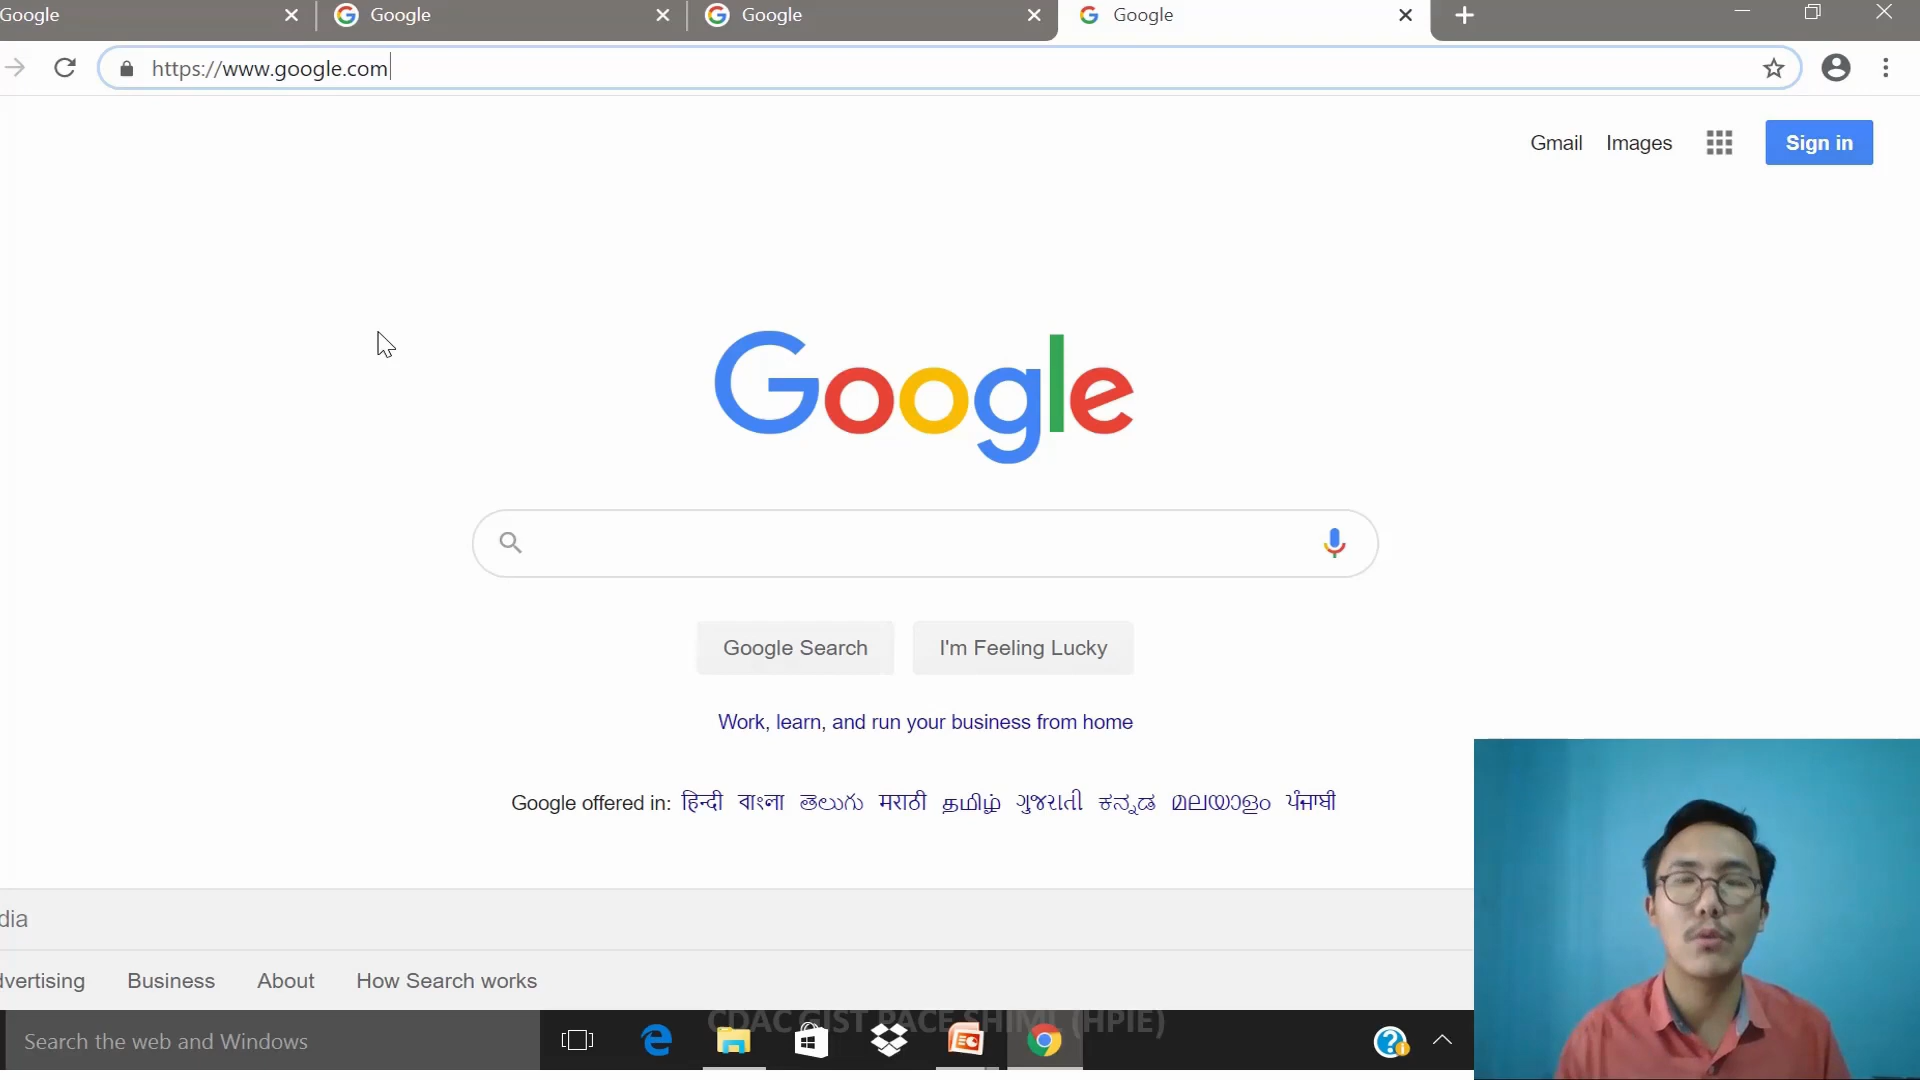 Google Google Google Google
https://www.google.com
Gmail Images Sign in
Google
Google Search I'm Feeling Lucky
Work, learn, and run your business from home
Google offered in: हिन्दी বাংলা తెలుగు मराठी தமிழ் ગુજરાતી ಕನ್ನಡ മലയാളം ਪੰਜਾਬੀ
dia
dvertising Business About How Search works
CDAC GIST PACE SHIML (HPIE)
Search the web and Windows